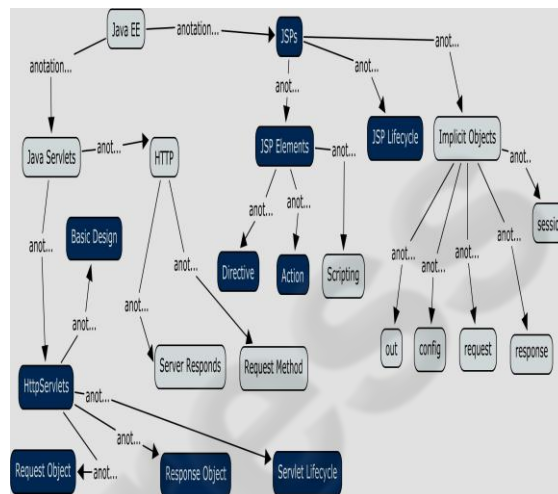 Java EE
anotation...
JSPs
anotation...
anot...
anot...
anot...
Java Servlets
anot...
HTTP
JSP Elements
JSP Lifecycle
Implicit Objects
anot...
anot..
sessio
anot...
Basic Design
anot...
anot...
Directive
Action
Scripting
anot...
anot...
anot...
anot...
anot...
anot...
anot...
out
config
request
response
Server Responds
Request Method
HttpServlets
anot...
anot...
Request Object
anot...
Response Object
Servlet Lifecycle